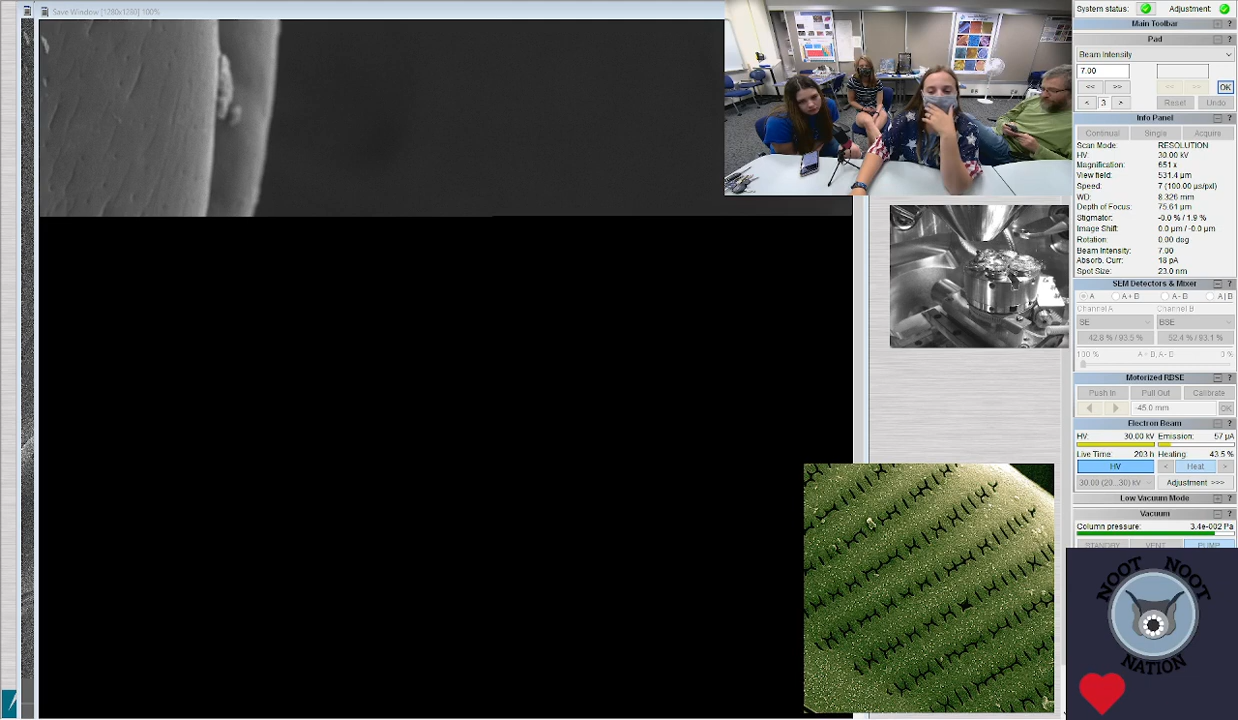 Save Window [1280x1280] 100%
System status: Adjustment:
Main Toolbar ?
Pad ?
Beam Intensity
7.00
<< >> << >> OK
< 3 > Reset Undo
Info Panel ?
Continual Single Acquire
Scan Mode: RESOLUTION
HV: 30.00 kV
Magnification: 651 x
View field: 531.4 µm
Speed: 7 (100.00 µs/pxl)
WD: 8.326 mm
Depth of Focus: 75.61 µm
Stigmator: -0.0 % / 1.9 %
Image Shift: 0.0 µm / -0.0 µm
Rotation: 0.00 deg
Beam Intensity: 7.00
Absorb. Curr: 18 pA
Spot Size: 23.0 nm
SEM Detectors & Mixer ?
A A+B A-B A|B
Channel A Channel B
SE BSE
42.8 % / 93.5 % 52.4 % / 93.1 %
100 % A+B, A-B 0 %
Motorized RBSE ?
Push In Pull Out Calibrate
-45.0 mm OK
Electron Beam ?
HV: 30.00 kV Emission: 57 µA
Live Time: 203 h Heating: 43.5 %
HV < Heat >
30.00 (20...30) kV Adjustment >>>
Low Vacuum Mode ?
Vacuum ?
Column pressure: 3.4e-002 Pa
STANDBY VENT PUMP
NOOT NOOT
NATION